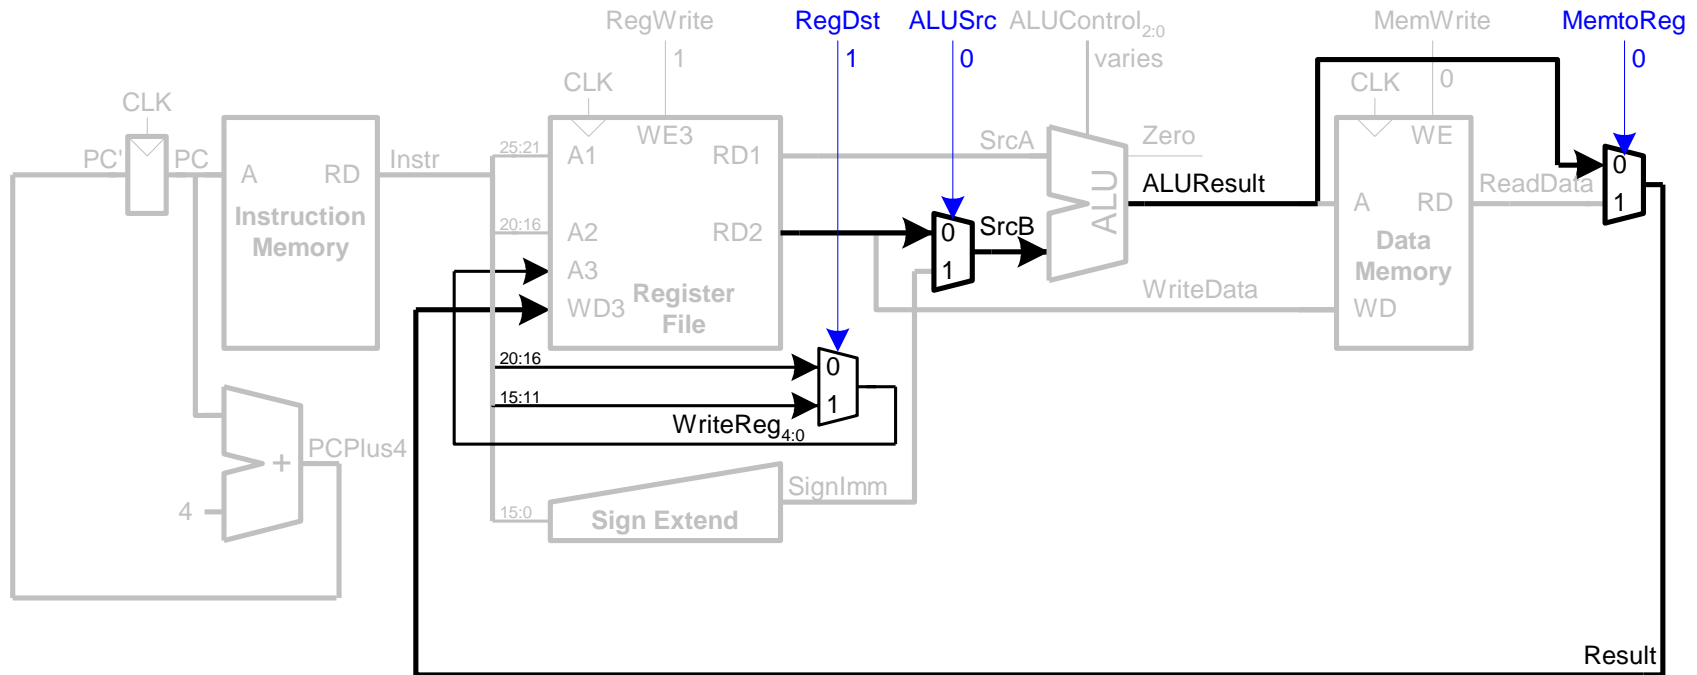 RegWrite
RegDst
ALUSrc
ALUControl2:0
MemWrite
MemtoReg
1
1
0
varies
0
0
CLK
CLK
CLK
WE3
WE
PC'
PC
A
RD
Instr
25:21
A1
RD1
SrcA
Zero
Instruction
Memory
20:16
A2
RD2
0
SrcB
1
ALU
ALUResult
A
RD
ReadData
0
1
A3
WD3
Register
File
Data
Memory
WriteData
WD
20:16
0
15:11
1
WriteReg4:0
PCPlus4
+
4
SignImm
15:0
Sign Extend
Result